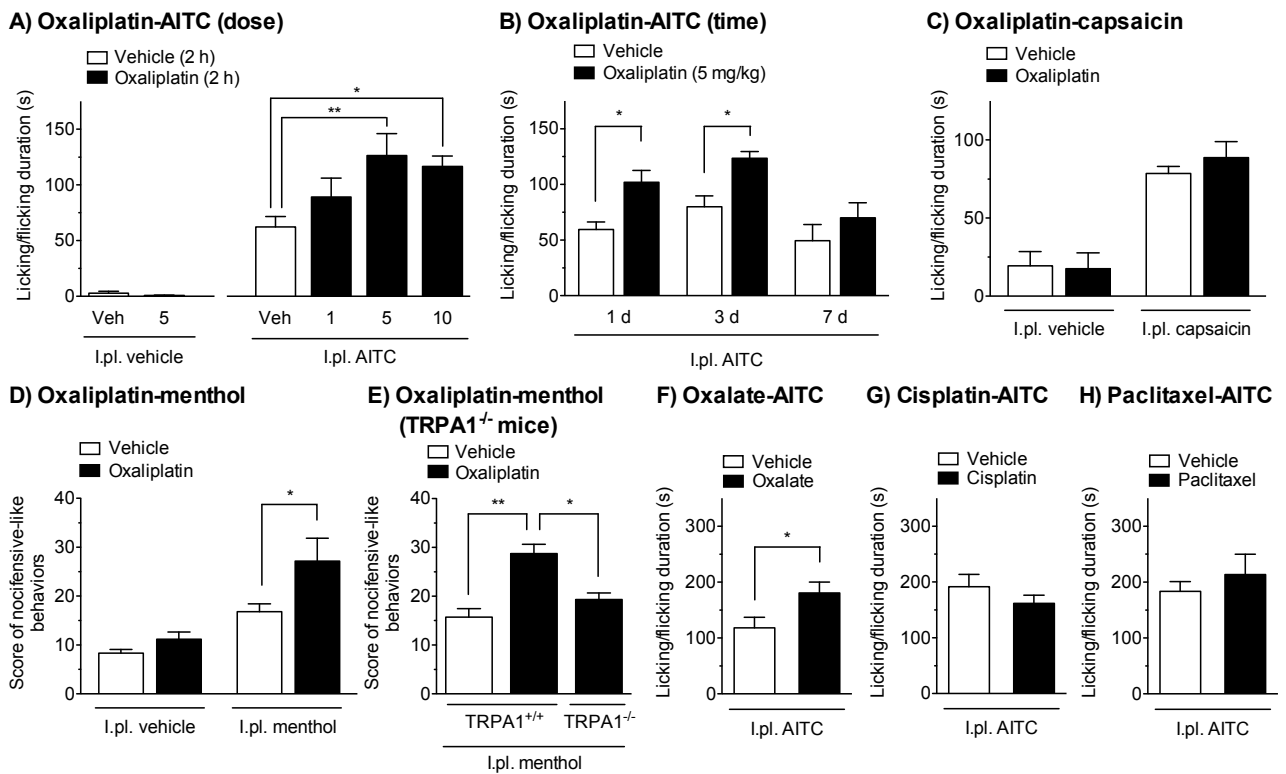 A) Oxaliplatin-AITC (dose)
Vehicle (2 h)
Oxaliplatin (2 h)
Licking/flicking duration (s)
150
100
50
0
*
**
Veh 5 Veh 1 5 10
I.pl. vehicle I.pl. AITC
B) Oxaliplatin-AITC (time)
Vehicle
Oxaliplatin (5 mg/kg)
Licking/flicking duration (s)
150
100
50
0
* *
1 d 3 d 7 d
I.pl. AITC
C) Oxaliplatin-capsaicin
Vehicle
Oxaliplatin
Licking/flicking duration (s)
100
50
0
I.pl. vehicle I.pl. capsaicin
D) Oxaliplatin-menthol
Vehicle
Oxaliplatin
Score of nocifensive-like
behaviors
40
30
20
10
0
*
I.pl. vehicle I.pl. menthol
E) Oxaliplatin-menthol
(TRPA1-/- mice)
Vehicle
Oxaliplatin
Score of nocifensive-like
behaviors
40
30
20
10
0
** *
TRPA1+/+ TRPA1-/-
I.pl. menthol
F) Oxalate-AITC
Vehicle
Oxalate
Licking/flicking duration (s)
300
200
100
0
*
I.pl. AITC
G) Cisplatin-AITC
Vehicle
Cisplatin
Licking/flicking duration (s)
300
200
100
0
I.pl. AITC
H) Paclitaxel-AITC
Vehicle
Paclitaxel
Licking/flicking duration (s)
300
200
100
0
I.pl. AITC